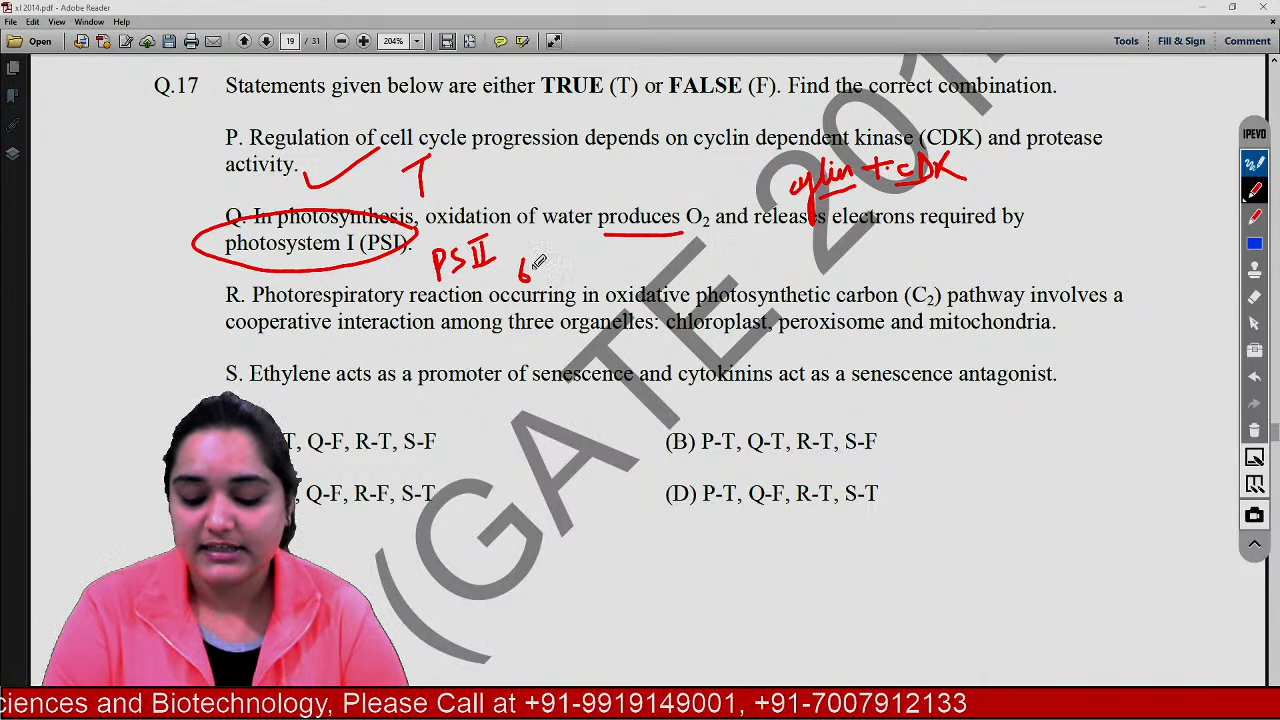 xl 2014.pdf - Adobe Reader
File Edit View Window Help
Open 19 / 31 204% Tools Fill & Sign Comment
Q.17 Statements given below are either TRUE (T) or FALSE (F). Find the correct combination.
P. Regulation of cell cycle progression depends on cyclin dependent kinase (CDK) and protease
activity.
T
cylin + CDK
Q. In photosynthesis, oxidation of water produces O₂ and releases electrons required by
photosystem I (PSI).
PS II 6
R. Photorespiratory reaction occurring in oxidative photosynthetic carbon (C₂) pathway involves a
cooperative interaction among three organelles: chloroplast, peroxisome and mitochondria.
S. Ethylene acts as a promoter of senescence and cytokinins act as a senescence antagonist.
T, Q-F, R-T, S-F
(B) P-T, Q-T, R-T, S-F
Q-F, R-F, S-T
(D) P-T, Q-F, R-T, S-T
(GATE 201
IPEVO
ciences and Biotechnology, Please Call at +91-9919149001, +91-7007912133